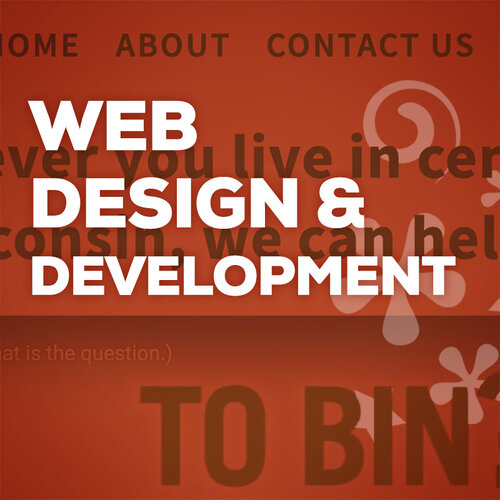 HOME ABOUT CONTACT US
WEB
ever you live in cen
DESIGN &
consin, we can hel
DEVELOPMENT
at is the question.)
TO BIN